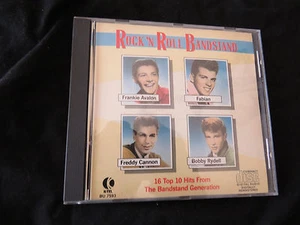 ROCK'N ROLL BANDSTAND
Frankie Avalon
Fabian
Freddy Cannon
Bobby Rydell
16 Top 10 Hits From
The Bandstand Generation
K